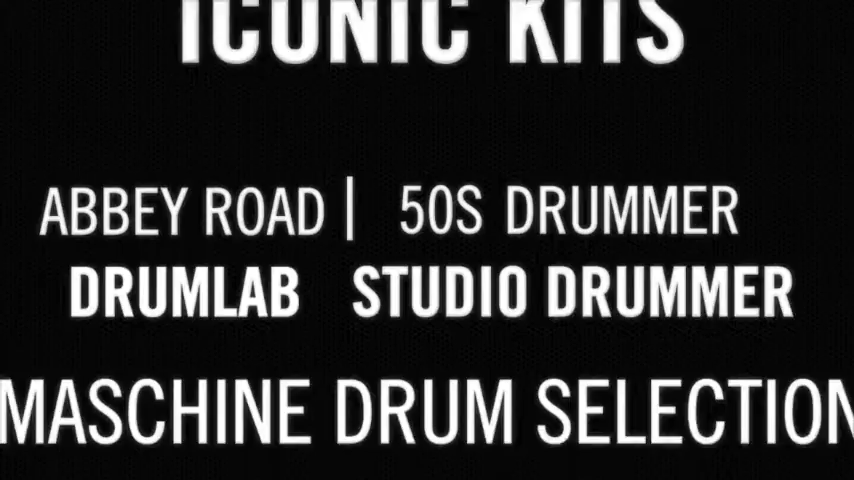 ICONIC KITS
ABBEY ROAD | 50S DRUMMER
DRUMLAB STUDIO DRUMMER
MASCHINE DRUM SELECTION